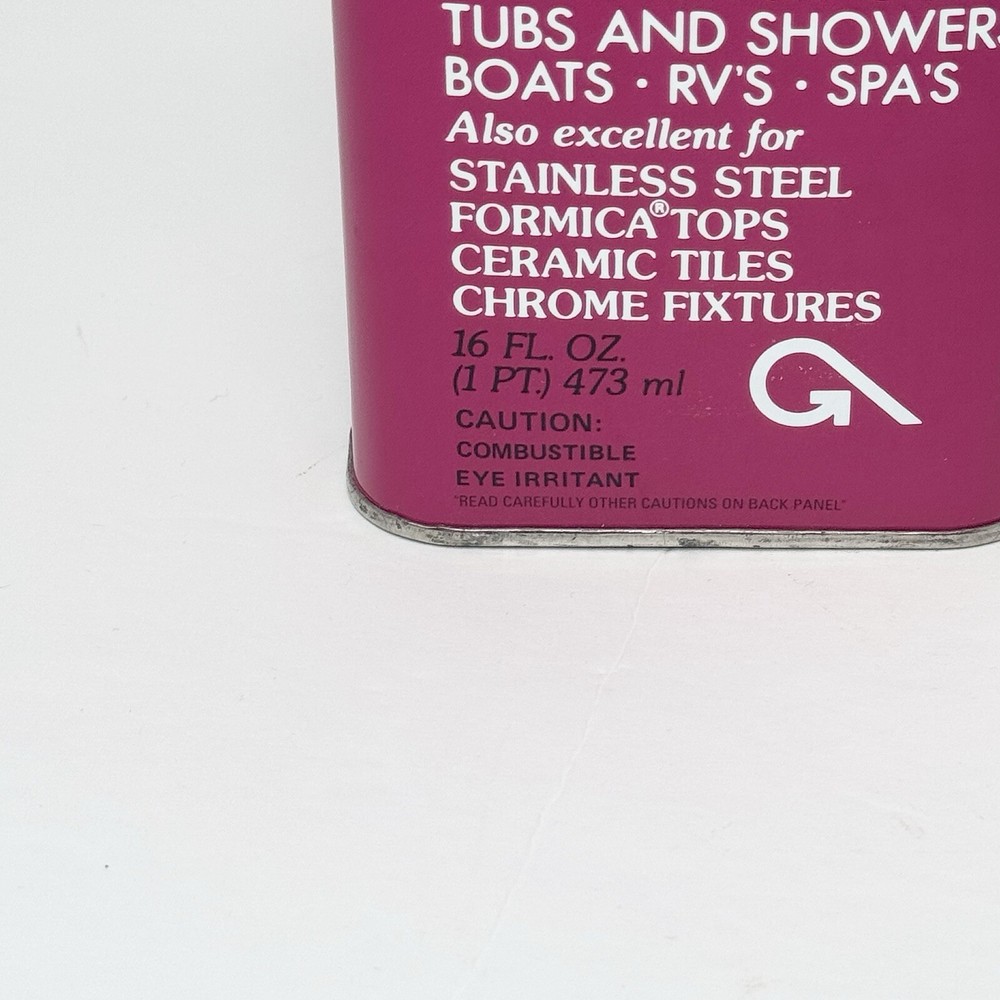 TUBS AND SHOWERS
BOATS · RV'S · SPA'S
Also excellent for
STAINLESS STEEL
FORMICA® TOPS
CERAMIC TILES
CHROME FIXTURES
16 FL. OZ.
(1 PT.) 473 ml
CAUTION:
COMBUSTIBLE
EYE IRRITANT
"READ CAREFULLY OTHER CAUTIONS ON BACK PANEL"